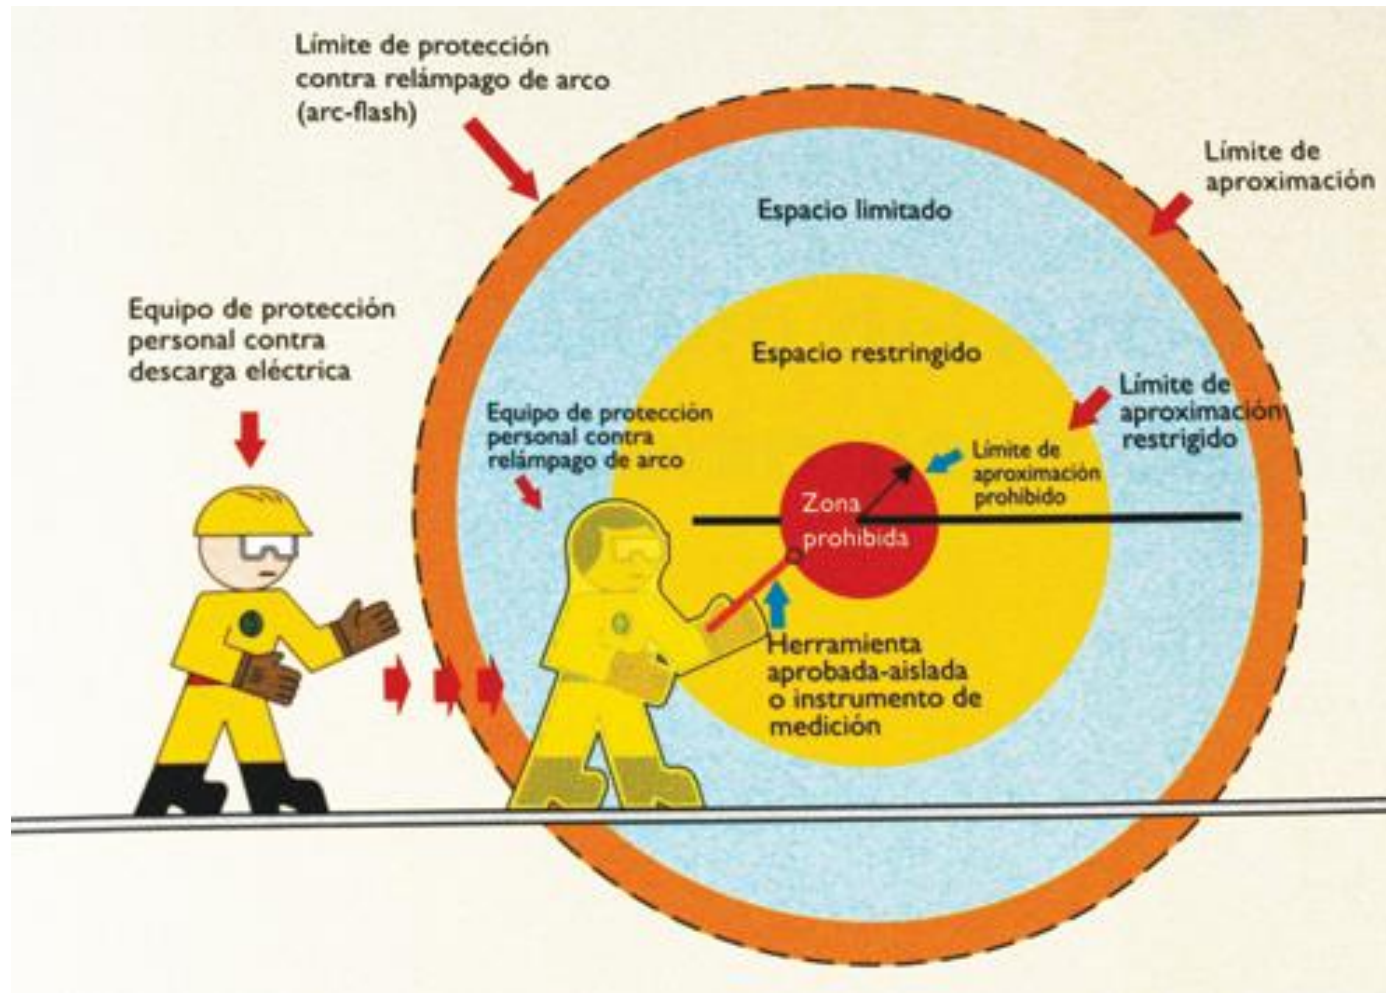 Límite de protección
contra relámpago de arco
(arc-flash)
Límite de
aproximación
Espacio limitado
Equipo de protección
personal contra
descarga eléctrica
Espacio restringido
Equipo de protección
personal contra
relámpago de arco
Límite de
aproximación
restrigido
Límite de
aproximación
prohibido
Zona
prohibida
Herramienta
aprobada-aislada
o instrumento de
medición